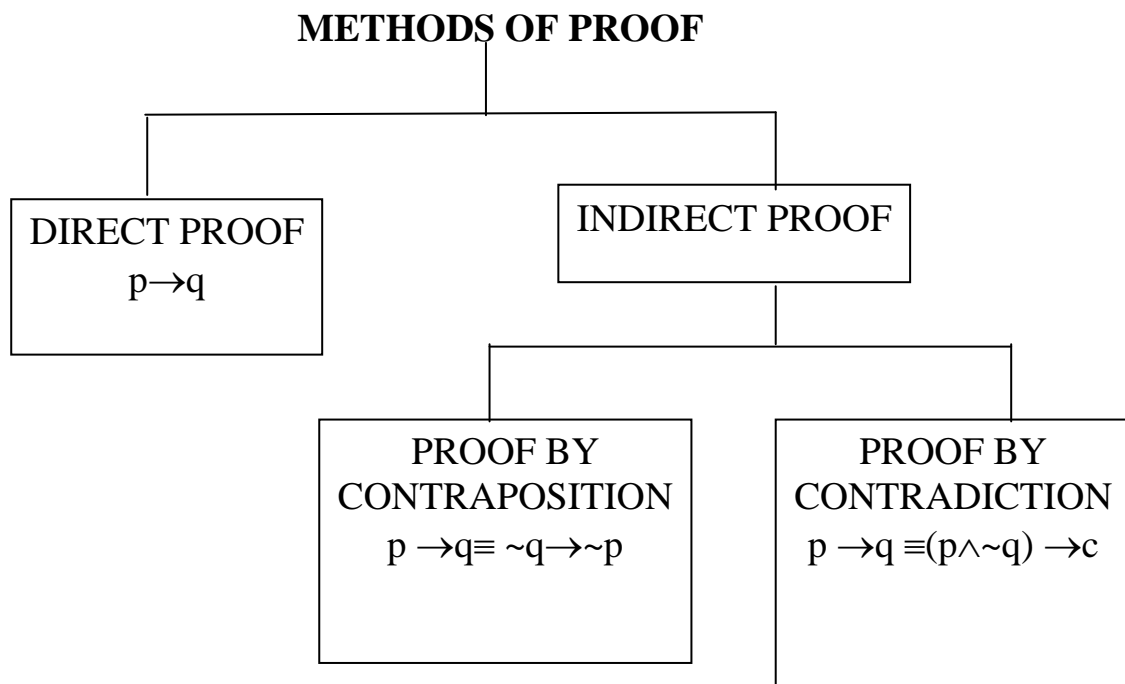 METHODS OF PROOF
DIRECT PROOF
p→q
INDIRECT PROOF
PROOF BY
CONTRAPOSITION
p →q≡ ~q→~p
PROOF BY
CONTRADICTION
p →q ≡(p∧~q) →c